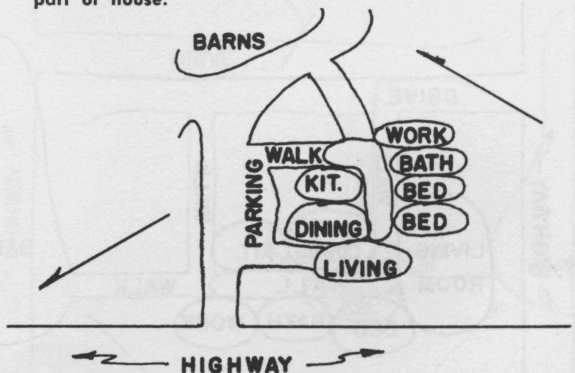 part of house.
BARNS
WORK
WALK
BATH
KIT.
BED
PARKING
DINING
BED
LIVING
HIGHWAY